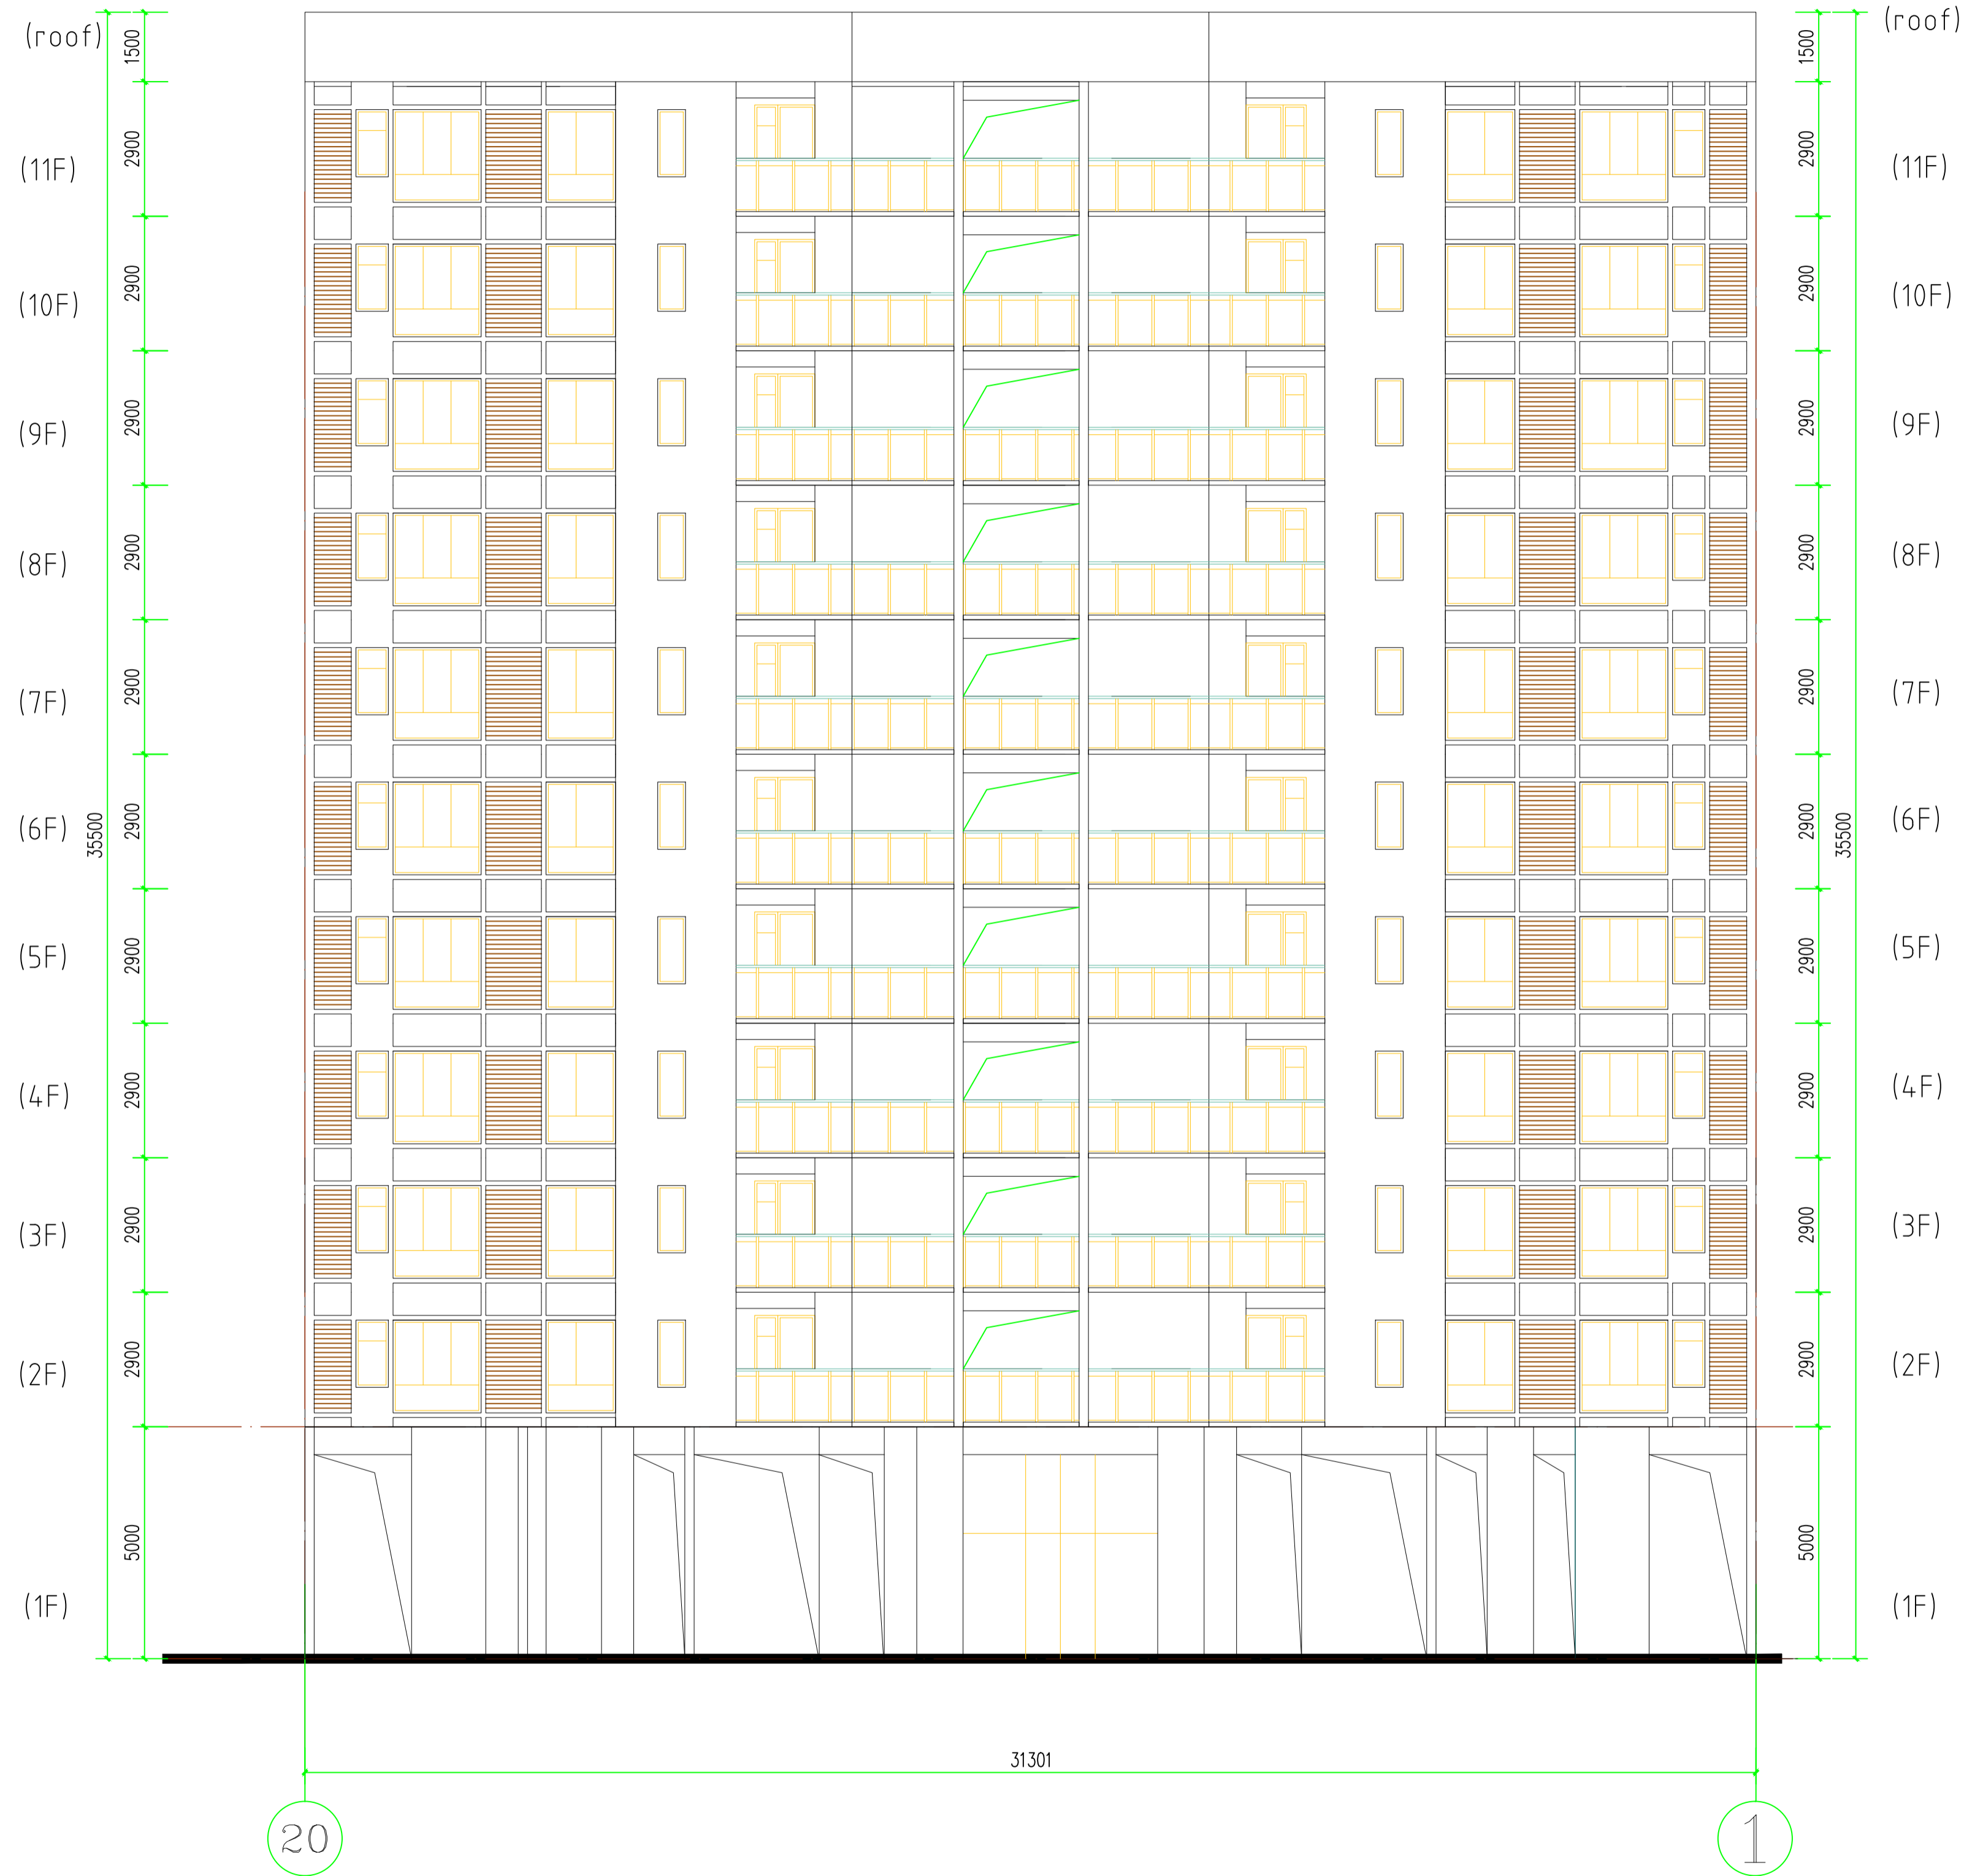 (roof) 1500 1500 (roof)
(11F) 2900 2900 (11F)
(10F) 2900 2900 (10F)
(9F) 2900 2900 (9F)
(8F) 2900 2900 (8F)
(7F) 2900 2900 (7F)
(6F) 35500 2900 2900 35500 (6F)
(5F) 2900 2900 (5F)
(4F) 2900 2900 (4F)
(3F) 2900 2900 (3F)
(2F) 2900 2900 (2F)
5000 5000
(1F) (1F)
31301
20 1